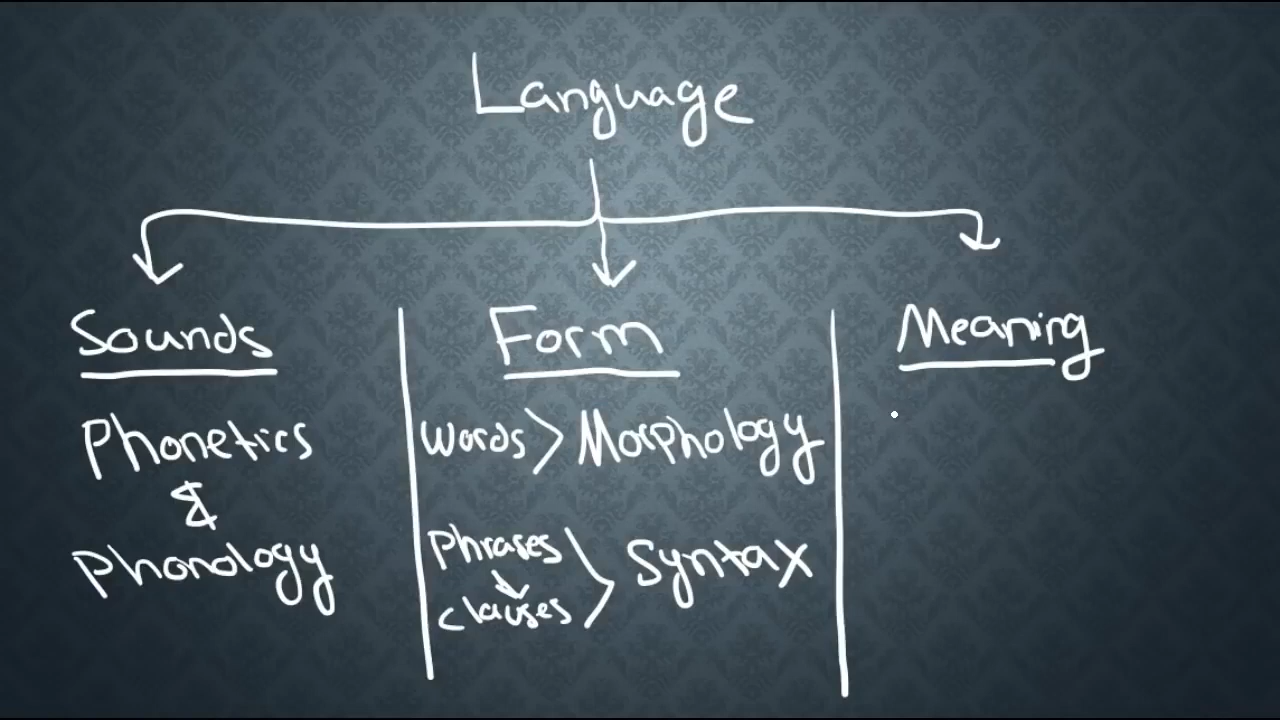 Language
Sounds
Phonetics
&
Phonology
Form
Words > Morphology
Phrases
clauses
Syntax
Meaning